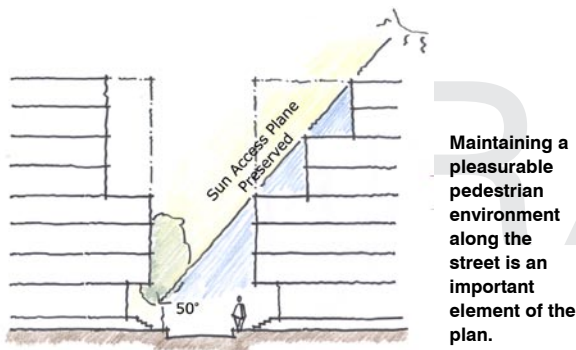 Sun Access Plane
Preserved
50°
Maintaining a
pleasurable
pedestrian
environment
along the
street is an
important
element of the
plan.